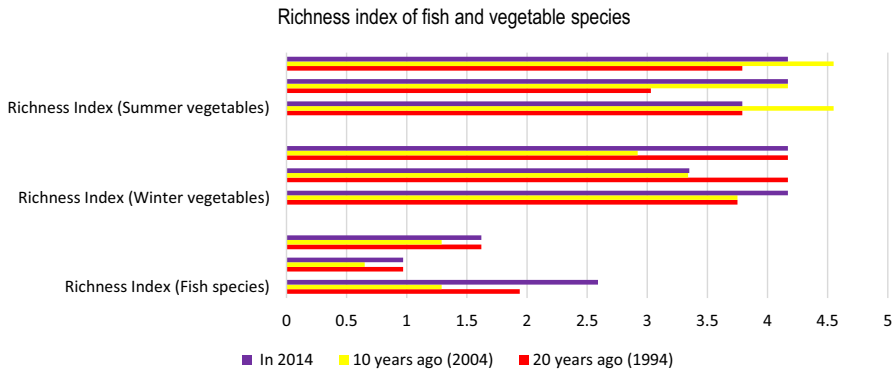 Richness index of fish and vegetable species
Richness Index (Summer vegetables)
Richness Index (Winter vegetables)
Richness Index (Fish species)
0 0.5 1 1.5 2 2.5 3 3.5 4 4.5 5
In 2014 10 years ago (2004) 20 years ago (1994)